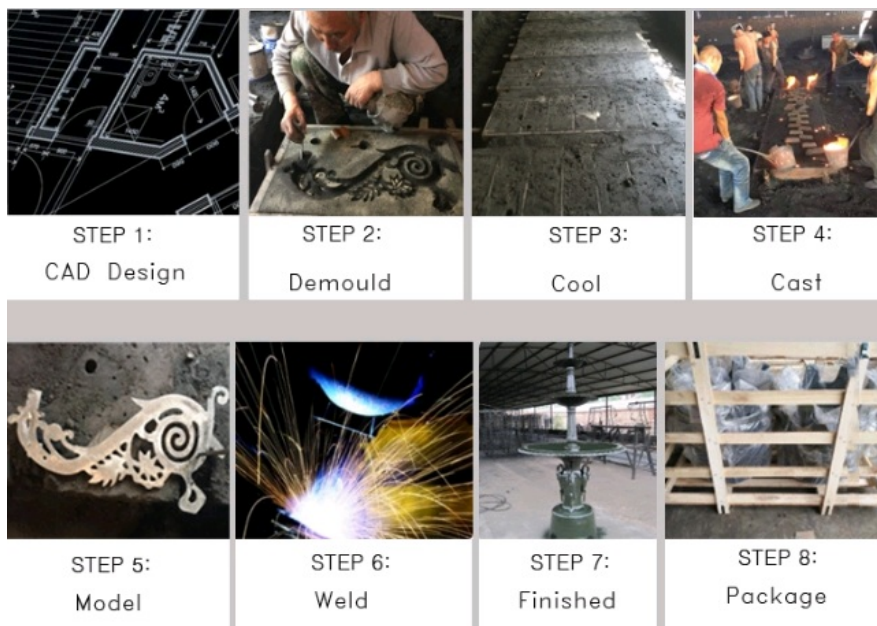 STEP 1:
CAD Design
STEP 2:
Demould
STEP 3:
Cool
STEP 4:
Cast
STEP 5:
Model
STEP 6:
Weld
STEP 7:
Finished
STEP 8:
Package